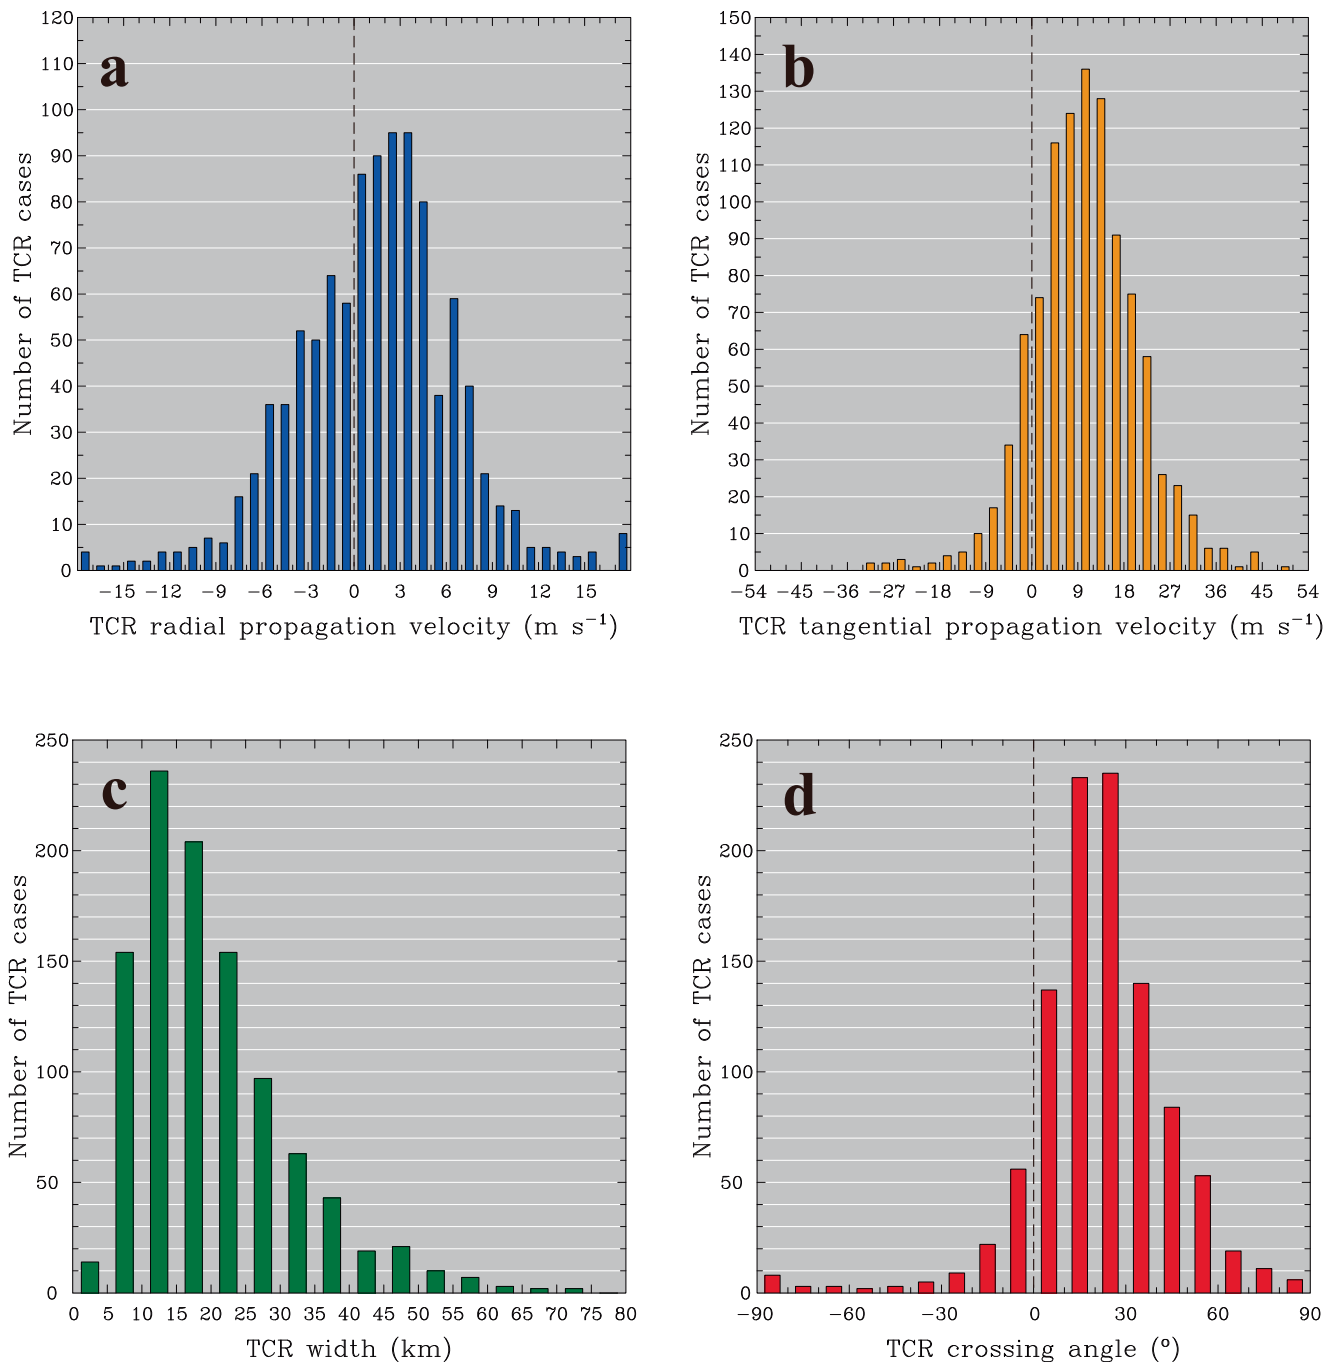 a
120
110
100
90
80
70
60
50
40
30
20
10
0
Number of TCR cases
−15 −12 −9 −6 −3 0 3 6 9 12 15
TCR radial propagation velocity (m s⁻¹)
b
150
140
130
120
110
100
90
80
70
60
50
40
30
20
10
0
Number of TCR cases
−54 −45 −36 −27 −18 −9 0 9 18 27 36 45 54
TCR tangential propagation velocity (m s⁻¹)
c
250
200
150
100
50
0
Number of TCR cases
0 5 10 15 20 25 30 35 40 45 50 55 60 65 70 75 80
TCR width (km)
d
250
200
150
100
50
0
Number of TCR cases
−90 −60 −30 0 30 60 90
TCR crossing angle (°)